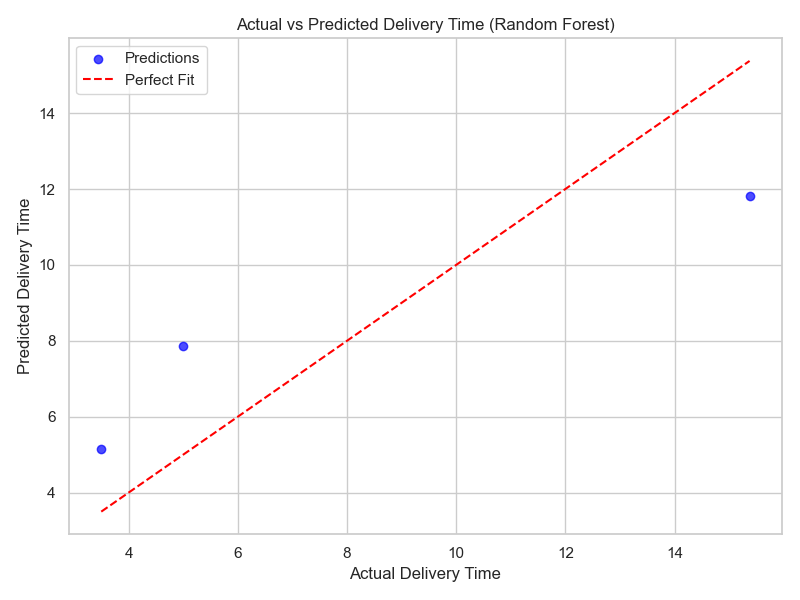 Actual vs Predicted Delivery Time (Random Forest)
Predictions
Perfect Fit
14
12
10
8
6
4
Predicted Delivery Time
4 6 8 10 12 14
Actual Delivery Time